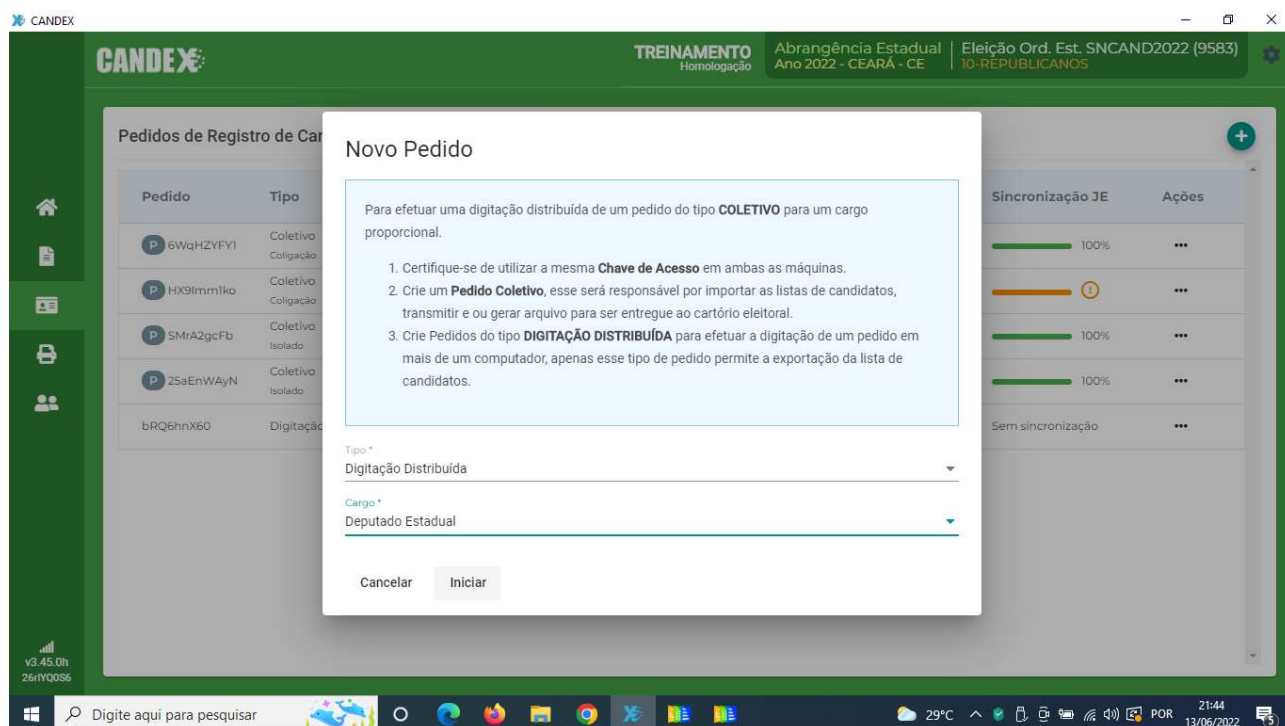 CANDEX
CANDEX
TREINAMENTO
Homologação
Abrangência Estadual
Ano 2022 - CEARÁ - CE
Eleição Ord. Est. SNCAND2022 (9583)
10-REPUBLICANOS
Pedidos de Registro de Car
Pedido Tipo Sincronização JE Ações
P 6WqHZYFY1 Coletivo Coligação 100% •••
P HX9Imm1ko Coletivo Coligação •••
P SMrA2gcFb Coletivo Isolado 100% •••
P 25aEnWAyN Coletivo Isolado 100% •••
bRQ6hnX60 Digitação Sem sincronização •••
Novo Pedido
Para efetuar uma digitação distribuída de um pedido do tipo COLETIVO para um cargo
proporcional.
1. Certifique-se de utilizar a mesma Chave de Acesso em ambas as máquinas.
2. Crie um Pedido Coletivo, esse será responsável por importar as listas de candidatos,
transmitir e ou gerar arquivo para ser entregue ao cartório eleitoral.
3. Crie Pedidos do tipo DIGITAÇÃO DISTRIBUÍDA para efetuar a digitação de um pedido em
mais de um computador, apenas esse tipo de pedido permite a exportação da lista de
candidatos.
Tipo *
Digitação Distribuída
Cargo *
Deputado Estadual
Cancelar Iniciar
v3.45.0h
26rIYQ0S6
Digite aqui para pesquisar
29°C
POR
21:44
13/06/2022